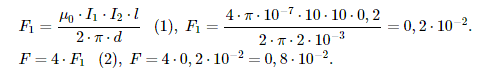 F₁ = (μ₀ · I₁ · I₂ · l) / (2 · π · d) (1), F₁ = (4 · π · 10⁻⁷ · 10 · 10 · 0, 2) / (2 · π · 2 · 10⁻³) = 0, 2 · 10⁻².
F = 4 · F₁ (2), F = 4 · 0, 2 · 10⁻² = 0, 8 · 10⁻².